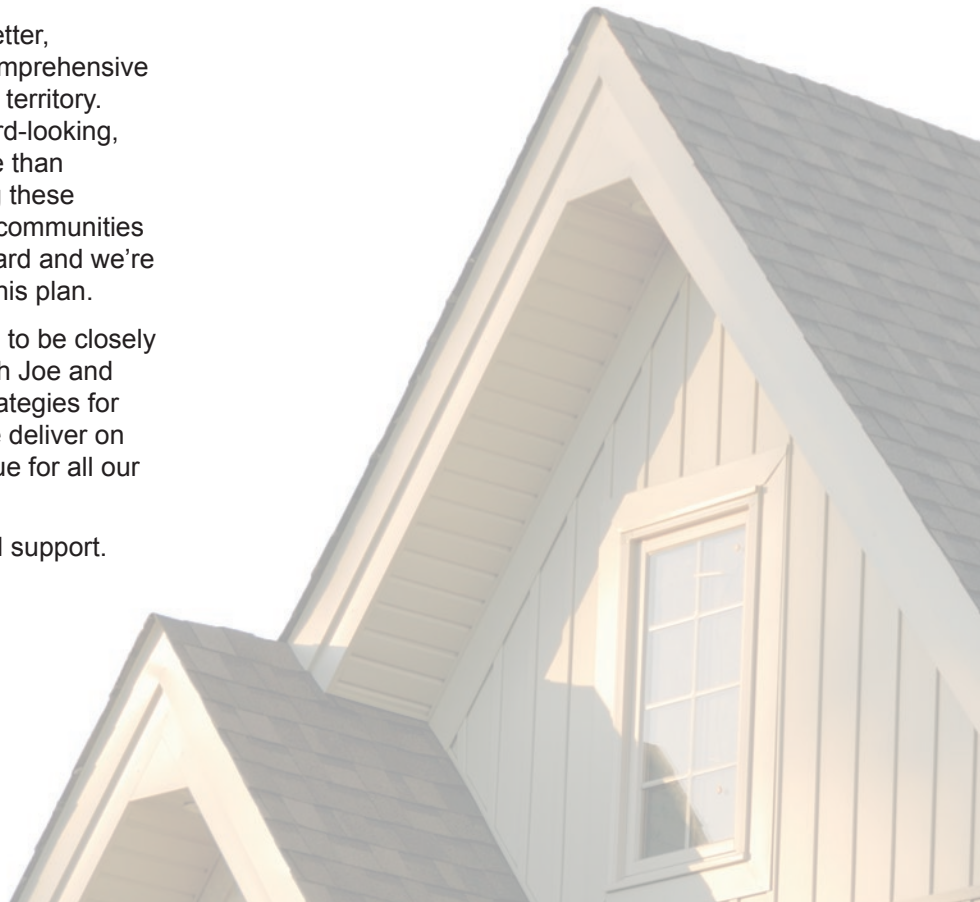 etter,
mprehensive
territory.
rd-looking,
e than
g these
communities
ard and we’re
his plan.
to be closely
h Joe and
ategies for
e deliver on
ue for all our
l support.